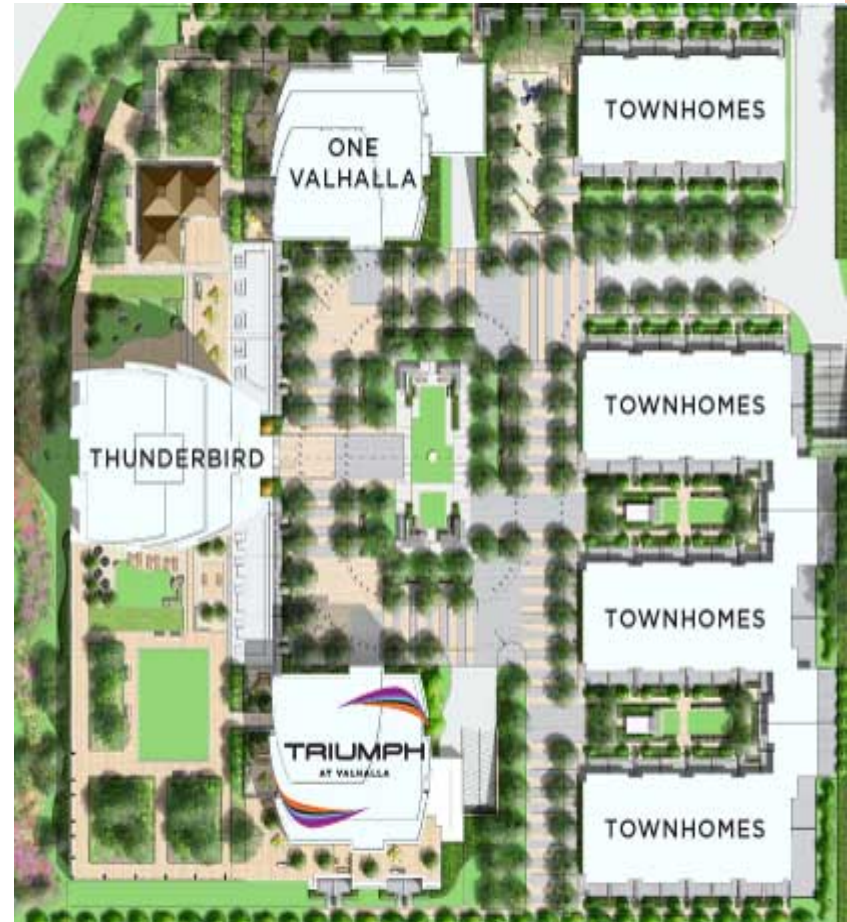 ONE
VALHALLA
TOWNHOMES
THUNDERBIRD
TOWNHOMES
TOWNHOMES
TRIUMPH
AT VALHALLA
TOWNHOMES